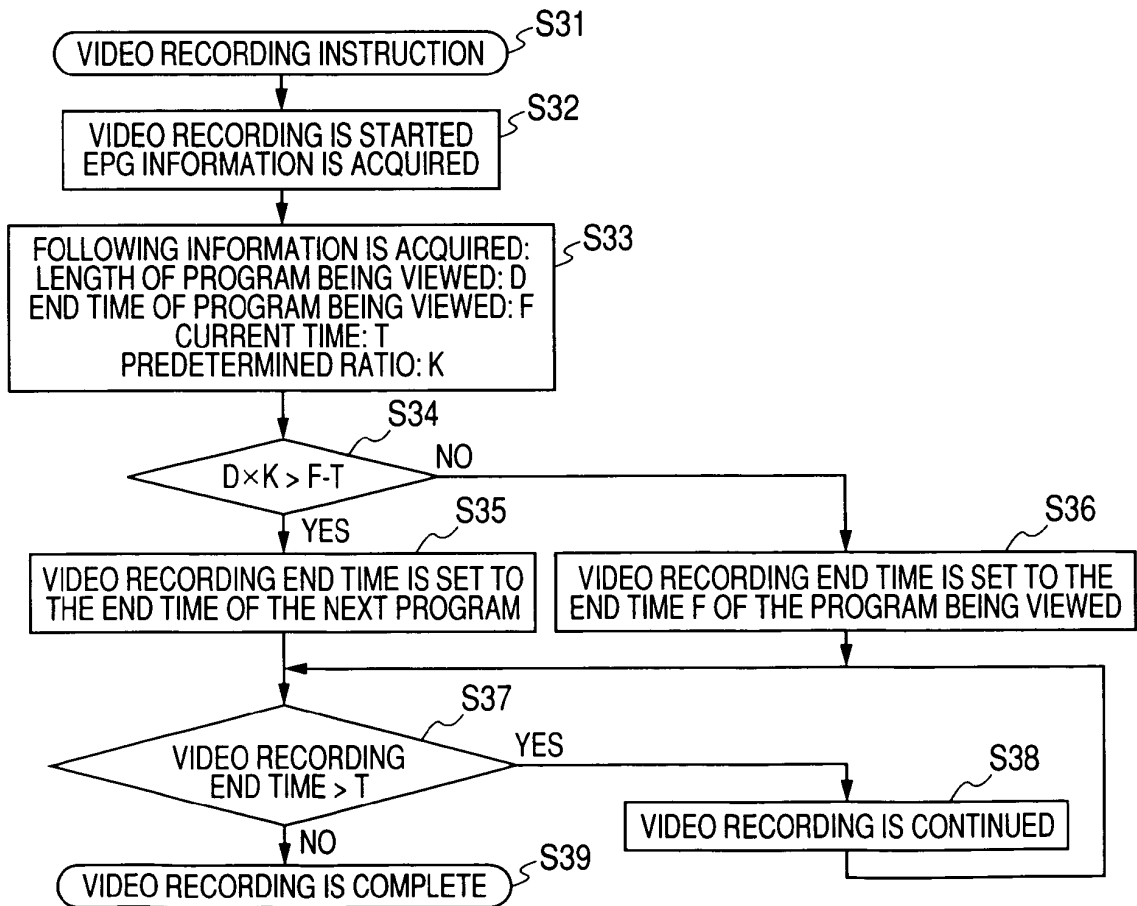 S31
VIDEO RECORDING INSTRUCTION
S32
VIDEO RECORDING IS STARTED
EPG INFORMATION IS ACQUIRED
S33
FOLLOWING INFORMATION IS ACQUIRED:
LENGTH OF PROGRAM BEING VIEWED: D
END TIME OF PROGRAM BEING VIEWED: F
CURRENT TIME: T
PREDETERMINED RATIO: K
S34
D×K > F-T
NO
YES
S35
VIDEO RECORDING END TIME IS SET TO
THE END TIME OF THE NEXT PROGRAM
S36
VIDEO RECORDING END TIME IS SET TO THE
END TIME F OF THE PROGRAM BEING VIEWED
S37
VIDEO RECORDING
END TIME > T
YES
NO
S38
VIDEO RECORDING IS CONTINUED
S39
VIDEO RECORDING IS COMPLETE